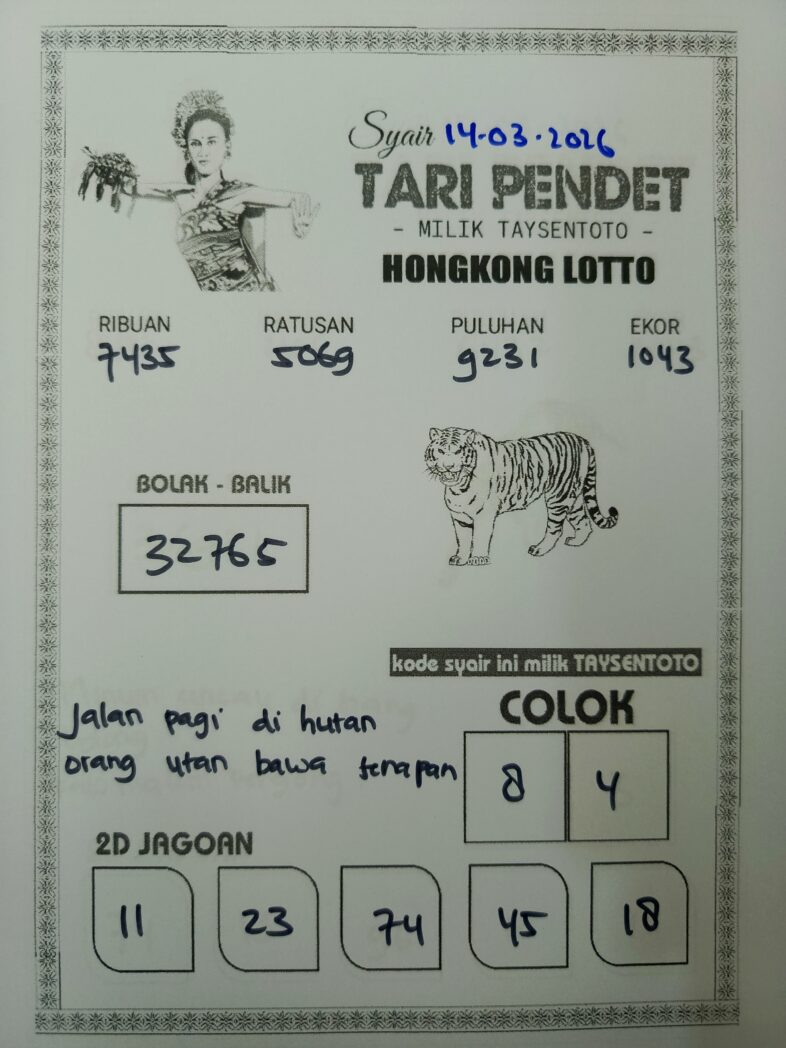 Syair 14-03-2026
TARI PENDET
- MILIK TAYSENTOTO -
HONGKONG LOTTO
RIBUAN RATUSAN PULUHAN EKOR
7435 5069 9231 1043
BOLAK - BALIK
32765
kode syair ini milik TAYSENTOTO
COLOK
8 4
Jalan pagi di hutan
orang utan bawa senapan
2D JAGOAN
11 23 74 45 18